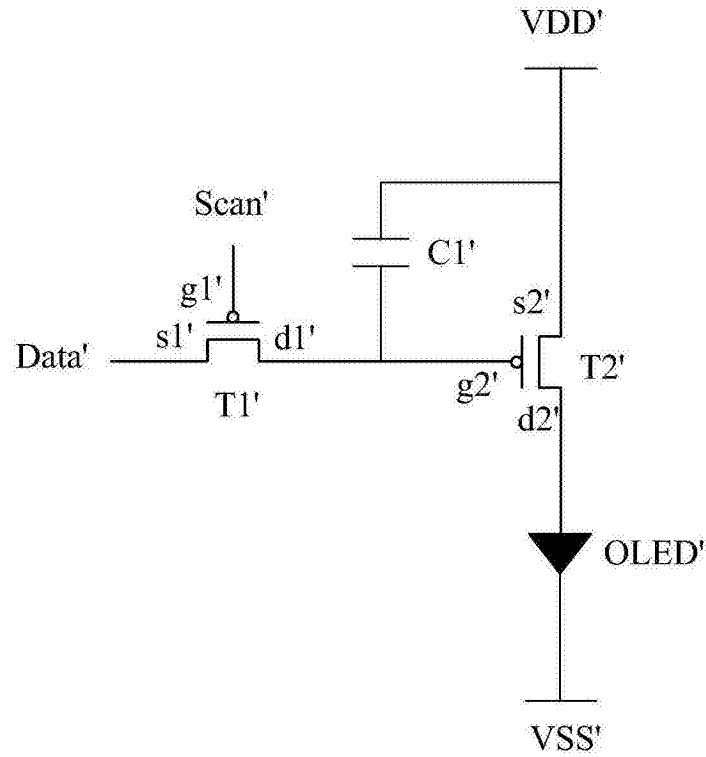 VDD'
Scan'
C1'
g1'
s2'
s1'
d1'
Data'
T2'
g2'
T1'
d2'
OLED'
VSS'